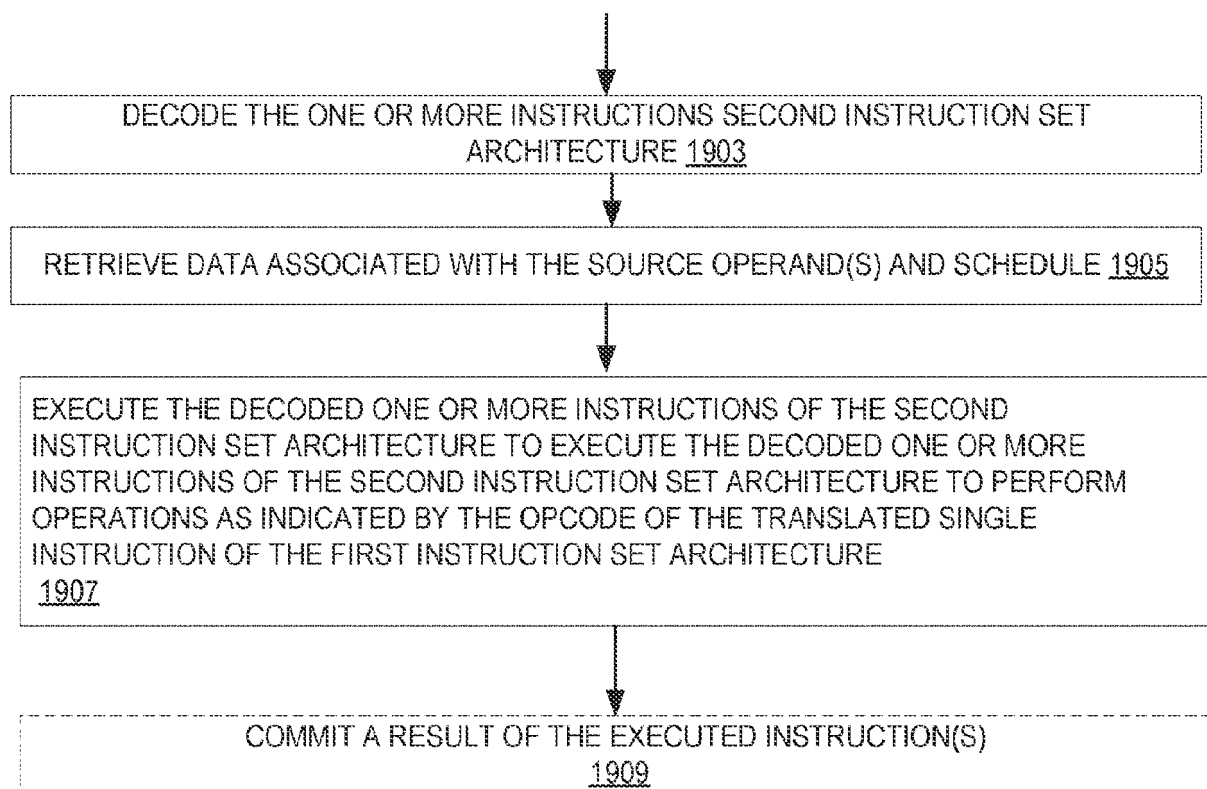 DECODE THE ONE OR MORE INSTRUCTIONS SECOND INSTRUCTION SET
ARCHITECTURE 1903
RETRIEVE DATA ASSOCIATED WITH THE SOURCE OPERAND(S) AND SCHEDULE 1905
EXECUTE THE DECODED ONE OR MORE INSTRUCTIONS OF THE SECOND
INSTRUCTION SET ARCHITECTURE TO EXECUTE THE DECODED ONE OR MORE
INSTRUCTIONS OF THE SECOND INSTRUCTION SET ARCHITECTURE TO PERFORM
OPERATIONS AS INDICATED BY THE OPCODE OF THE TRANSLATED SINGLE
INSTRUCTION OF THE FIRST INSTRUCTION SET ARCHITECTURE
1907
COMMIT A RESULT OF THE EXECUTED INSTRUCTION(S)
1909